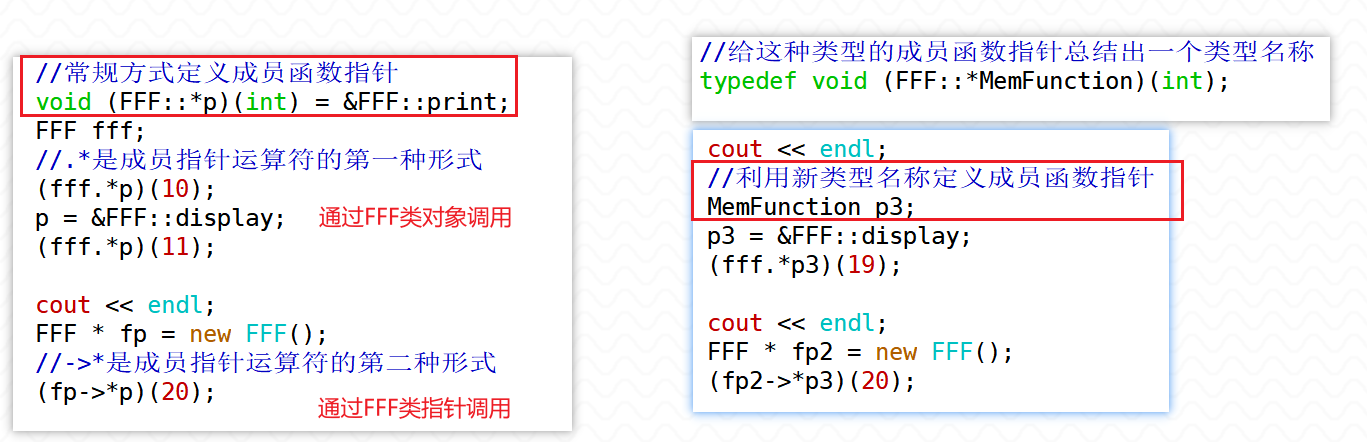 //常规方式定义成员函数指针
void (FFF::*p)(int) = &FFF::print;
FFF fff;
//.*是成员指针运算符的第一种形式
(fff.*p)(10);
p = &FFF::display;
通过FFF类对象调用
(fff.*p)(11);
cout << endl;
FFF * fp = new FFF();
//->*是成员指针运算符的第二种形式
(fp->*p)(20);
通过FFF类指针调用
//给这种类型的成员函数指针总结出一个类型名称
typedef void (FFF::*MemFunction)(int);
cout << endl;
//利用新类型名称定义成员函数指针
MemFunction p3;
p3 = &FFF::display;
(fff.*p3)(19);
cout << endl;
FFF * fp2 = new FFF();
(fp2->*p3)(20);